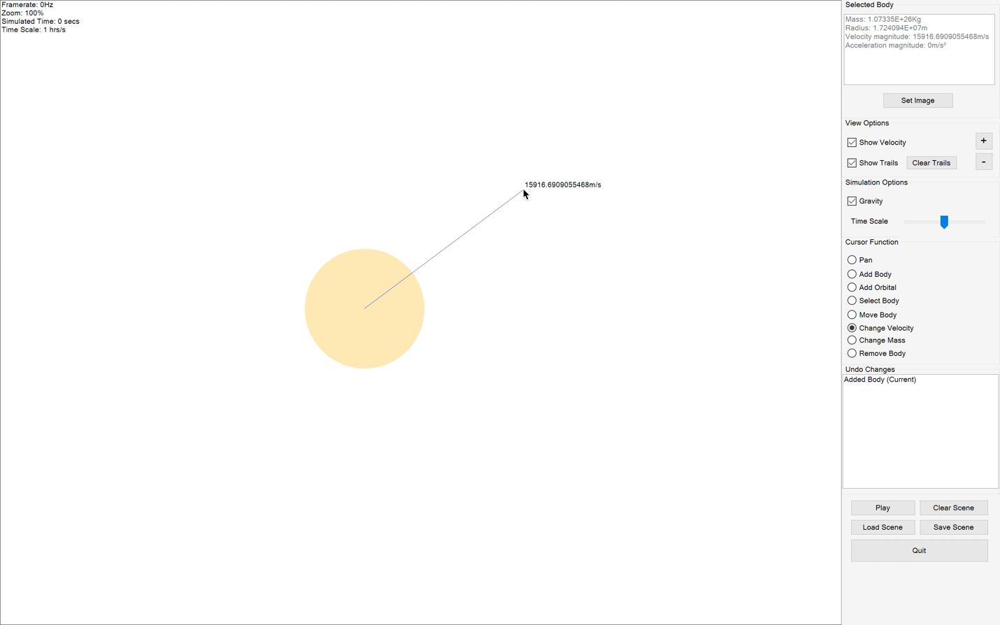 Framerate: 0Hz
Zoom: 100%
Simulated Time: 0 secs
Time Scale: 1 hrs/s
15916.6909055468m/s
Selected Body
Mass: 1.07335E+26Kg
Radius: 1.724094E+07m
Velocity magnitude: 15916.6909055468m/s
Acceleration magnitude: 0m/s²
Set Image
View Options
Show Velocity
+
Show Trails
Clear Trails
-
Simulation Options
Gravity
Time Scale
Cursor Function
Pan
Add Body
Add Orbital
Select Body
Move Body
Change Velocity
Change Mass
Remove Body
Undo Changes
Added Body (Current)
Play
Clear Scene
Load Scene
Save Scene
Quit